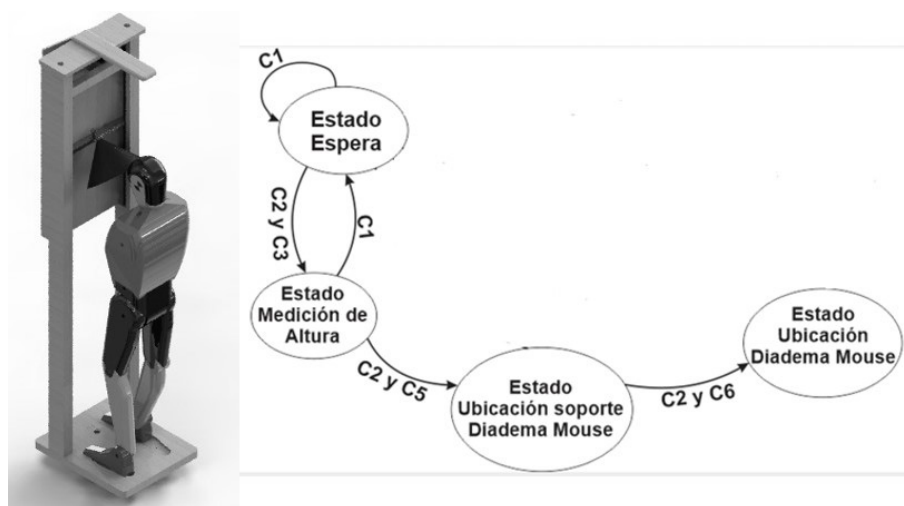 C1
Estado
Espera
C2 y C3
C1
Estado
Medición de
Altura
C2 y C5
Estado
Ubicación soporte
Diadema Mouse
C2 y C6
Estado
Ubicación
Diadema Mouse